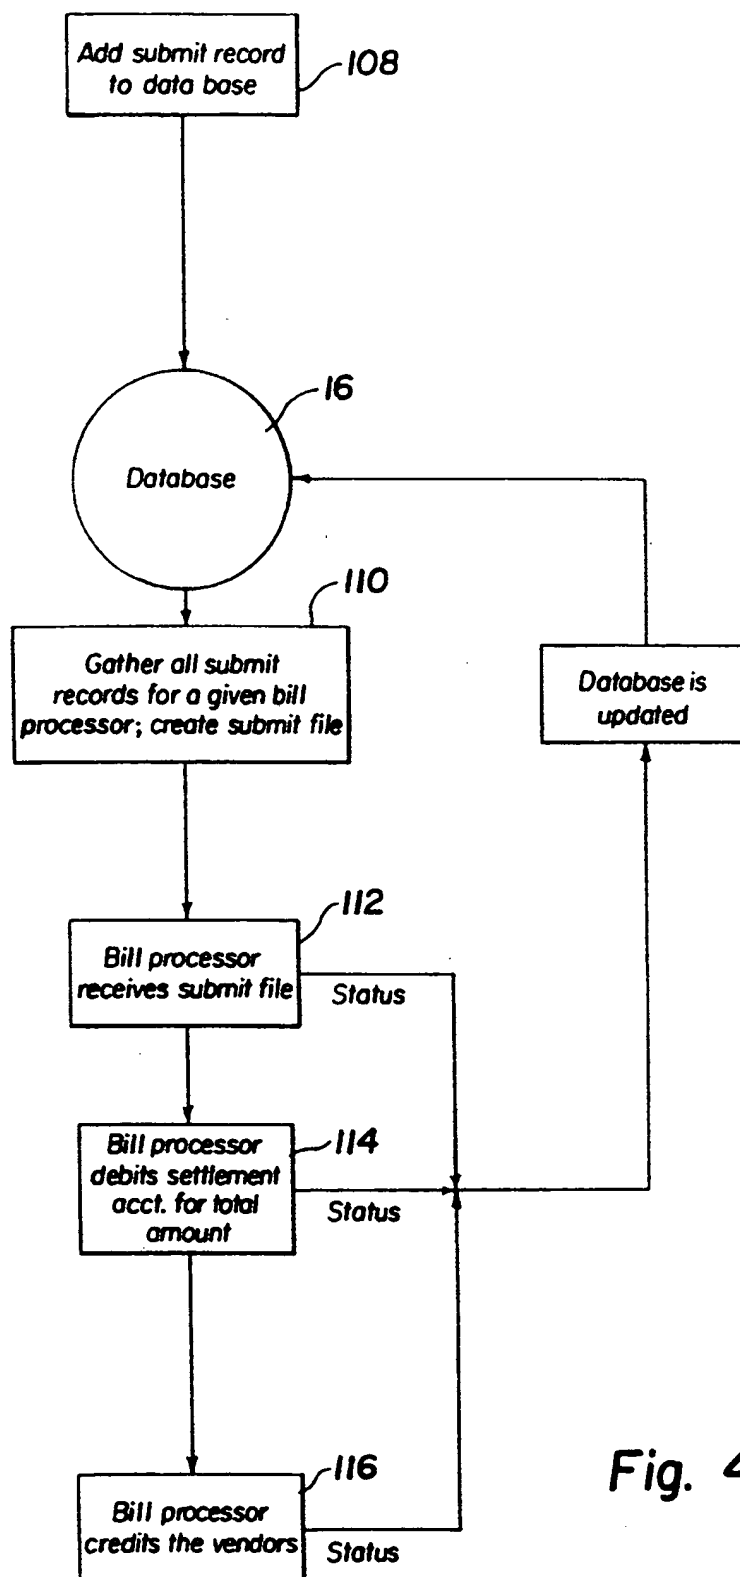 Add submit record
to data base
108
16
Database
110
Gather all submit
records for a given bill
processor; create submit file
Database is
updated
112
Bill processor
receives submit file
Status
114
Bill processor
debits settlement
acct. for total
amount
Status
116
Bill processor
credits the vendors
Status
Fig. 4